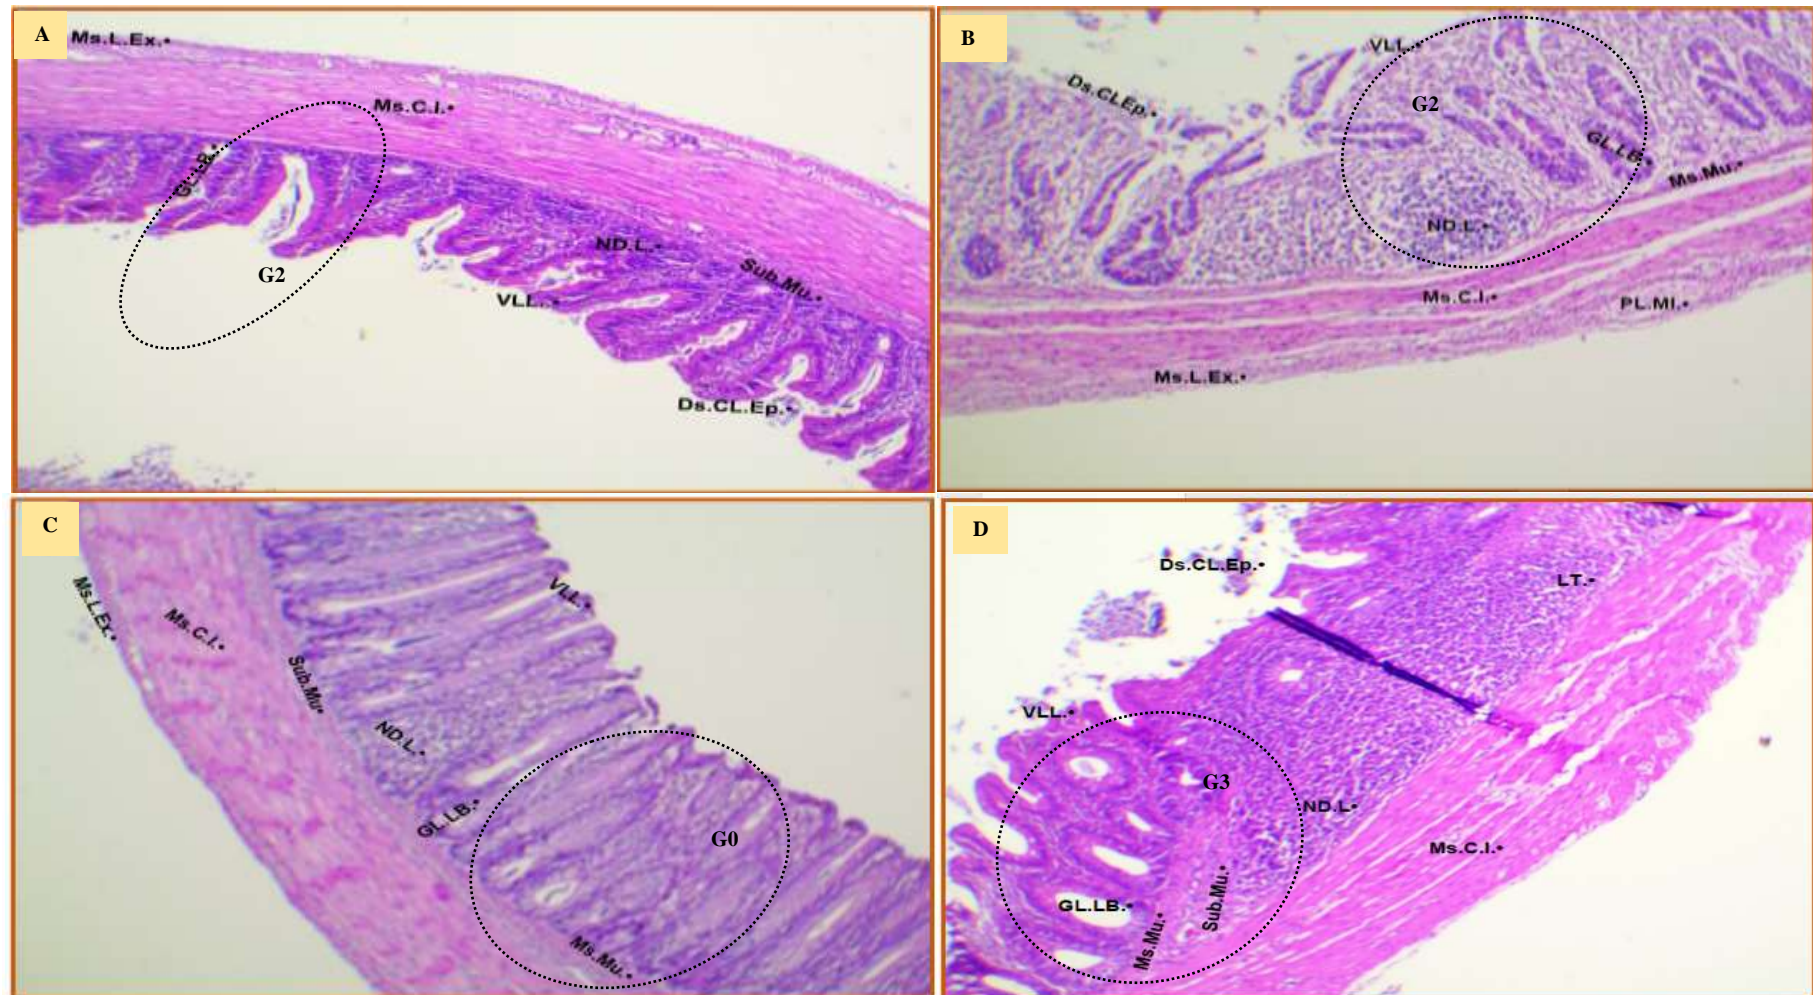 A
Ms.L.Ex.•
Ms.C.I.•
GL.LB.•
G2
ND.L.•
Sub.Mu.•
VLL.•
Ds.CL.Ep.•
B
VLL.•
Ds.CLEp.•
G2
GL.LB.•
Ms.Mu.•
ND.L.•
Ms.C.I.•
PL.MI.•
Ms.L.Ex.•
C
Ms.L.Ex.•
Ms.C.I.•
VLL.•
Sub.Mu•
ND.L.•
GL.LB.•
G0
Ms.Mu.•
D
Ds.CL.Ep.•
LT.•
VLL.•
G3
ND.L•
Ms.C.I.•
GL.LB.•
Sub.Mu.•
Ms.Mu.•